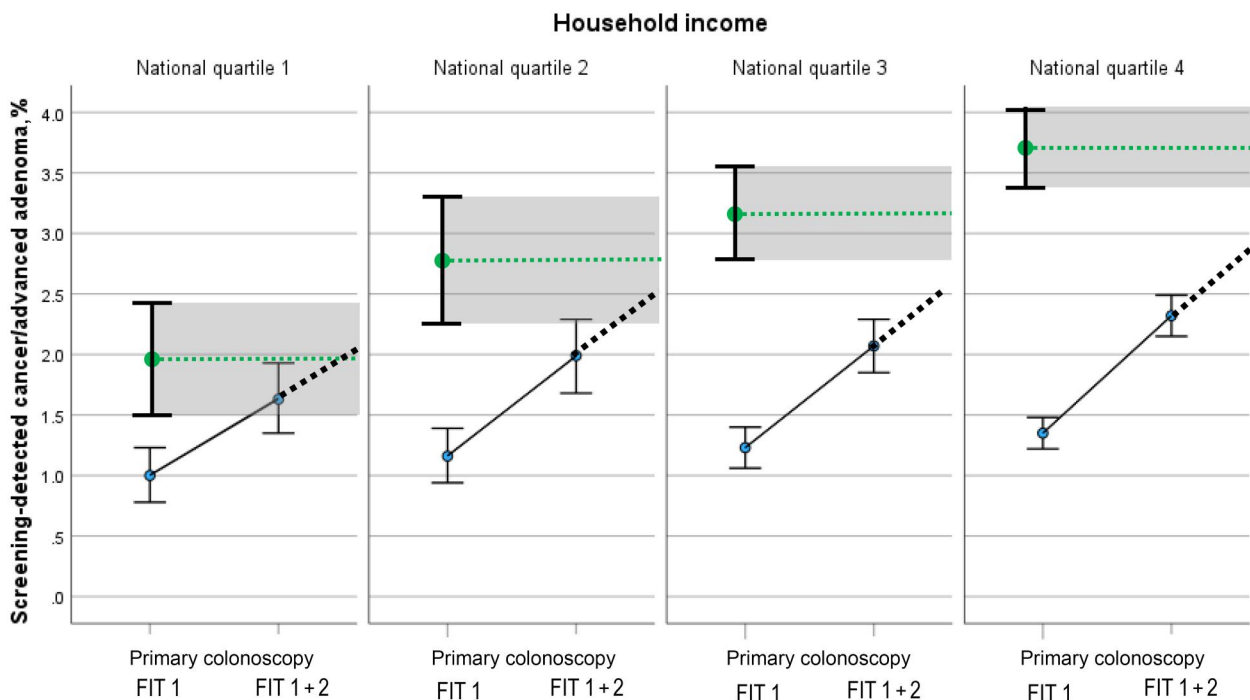 Household income
National quartile 1
National quartile 2
National quartile 3
National quartile 4
Screening-detected cancer/advanced adenoma,%
4.0
3.5
3.0
2.5
2.0
1.5
1.0
.5
.0
Primary colonoscopy
FIT 1 FIT 1+2
Primary colonoscopy
FIT 1 FIT 1+2
Primary colonoscopy
FIT 1 FIT 1+2
Primary colonoscopy
FIT 1 FIT 1+2